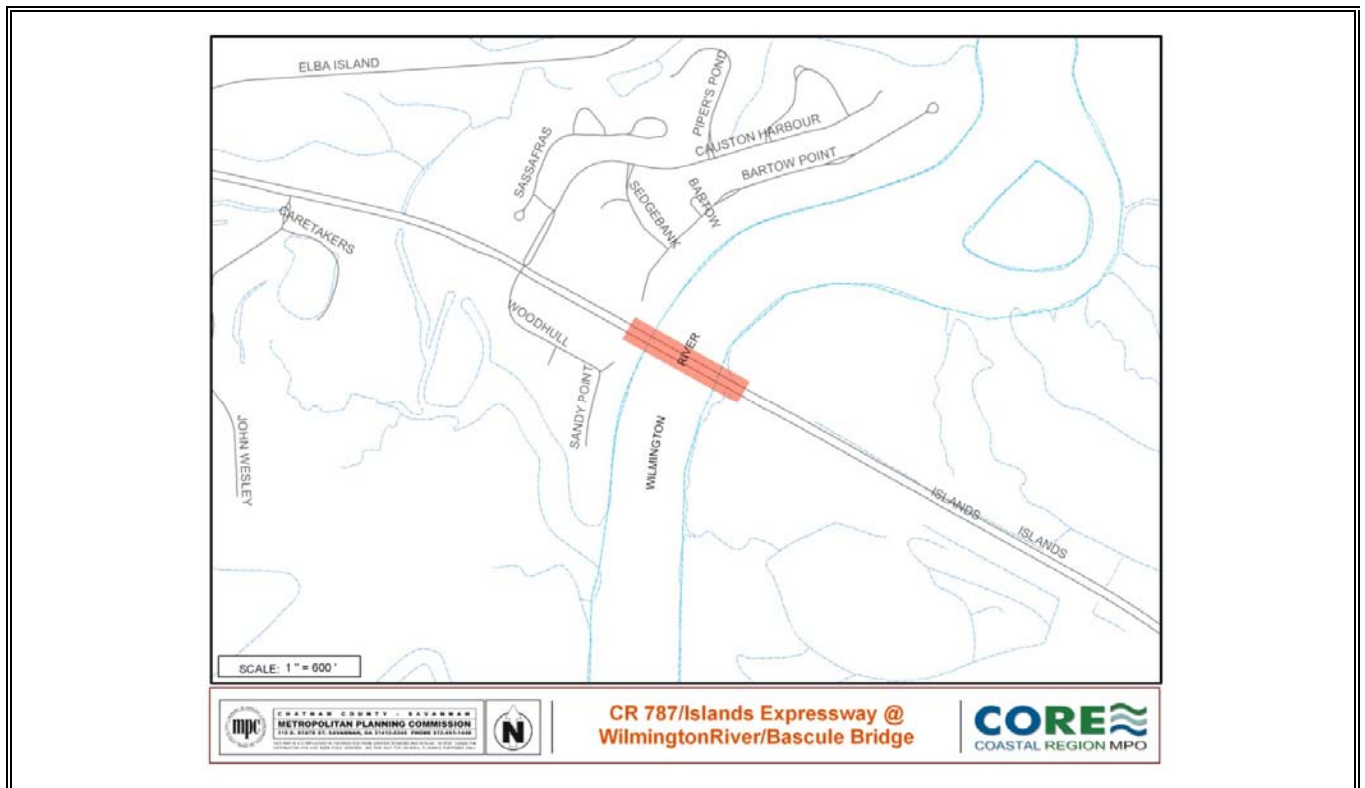 ELBA ISLAND
PIPER'S POND
CAUSTON HARBOUR
SASSAFRAS
BARTOW POINT
SEDGEBANK
BARTOW
CARETAKERS
WOODHULL
RIVER
SANDY POINT
JOHN WESLEY
WILMINGTON
ISLANDS
ISLANDS
SCALE: 1 " = 600 '
mpc
CHATHAM COUNTY - SAVANNAH
METROPOLITAN PLANNING COMMISSION
N
CR 787/Islands Expressway @
WilmingtonRiver/Bascule Bridge
CORE
COASTAL REGION MPO